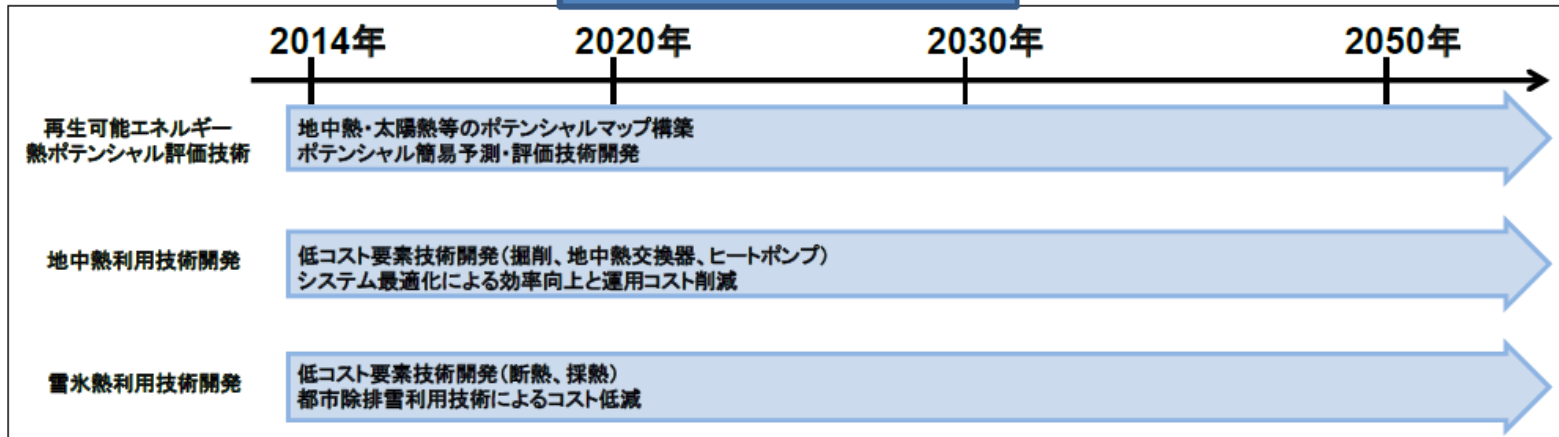 2014年 2020年 2030年 2050年
再生可能エネルギー
熱ポテンシャル評価技術
地中熱・太陽熱等のポテンシャルマップ構築
ポテンシャル簡易予測・評価技術開発
地中熱利用技術開発
低コスト要素技術開発(掘削、地中熱交換器、ヒートポンプ)
システム最適化による効率向上と運用コスト削減
雪氷熱利用技術開発
低コスト要素技術開発(断熱、採熱)
都市除排雪利用技術によるコスト低減